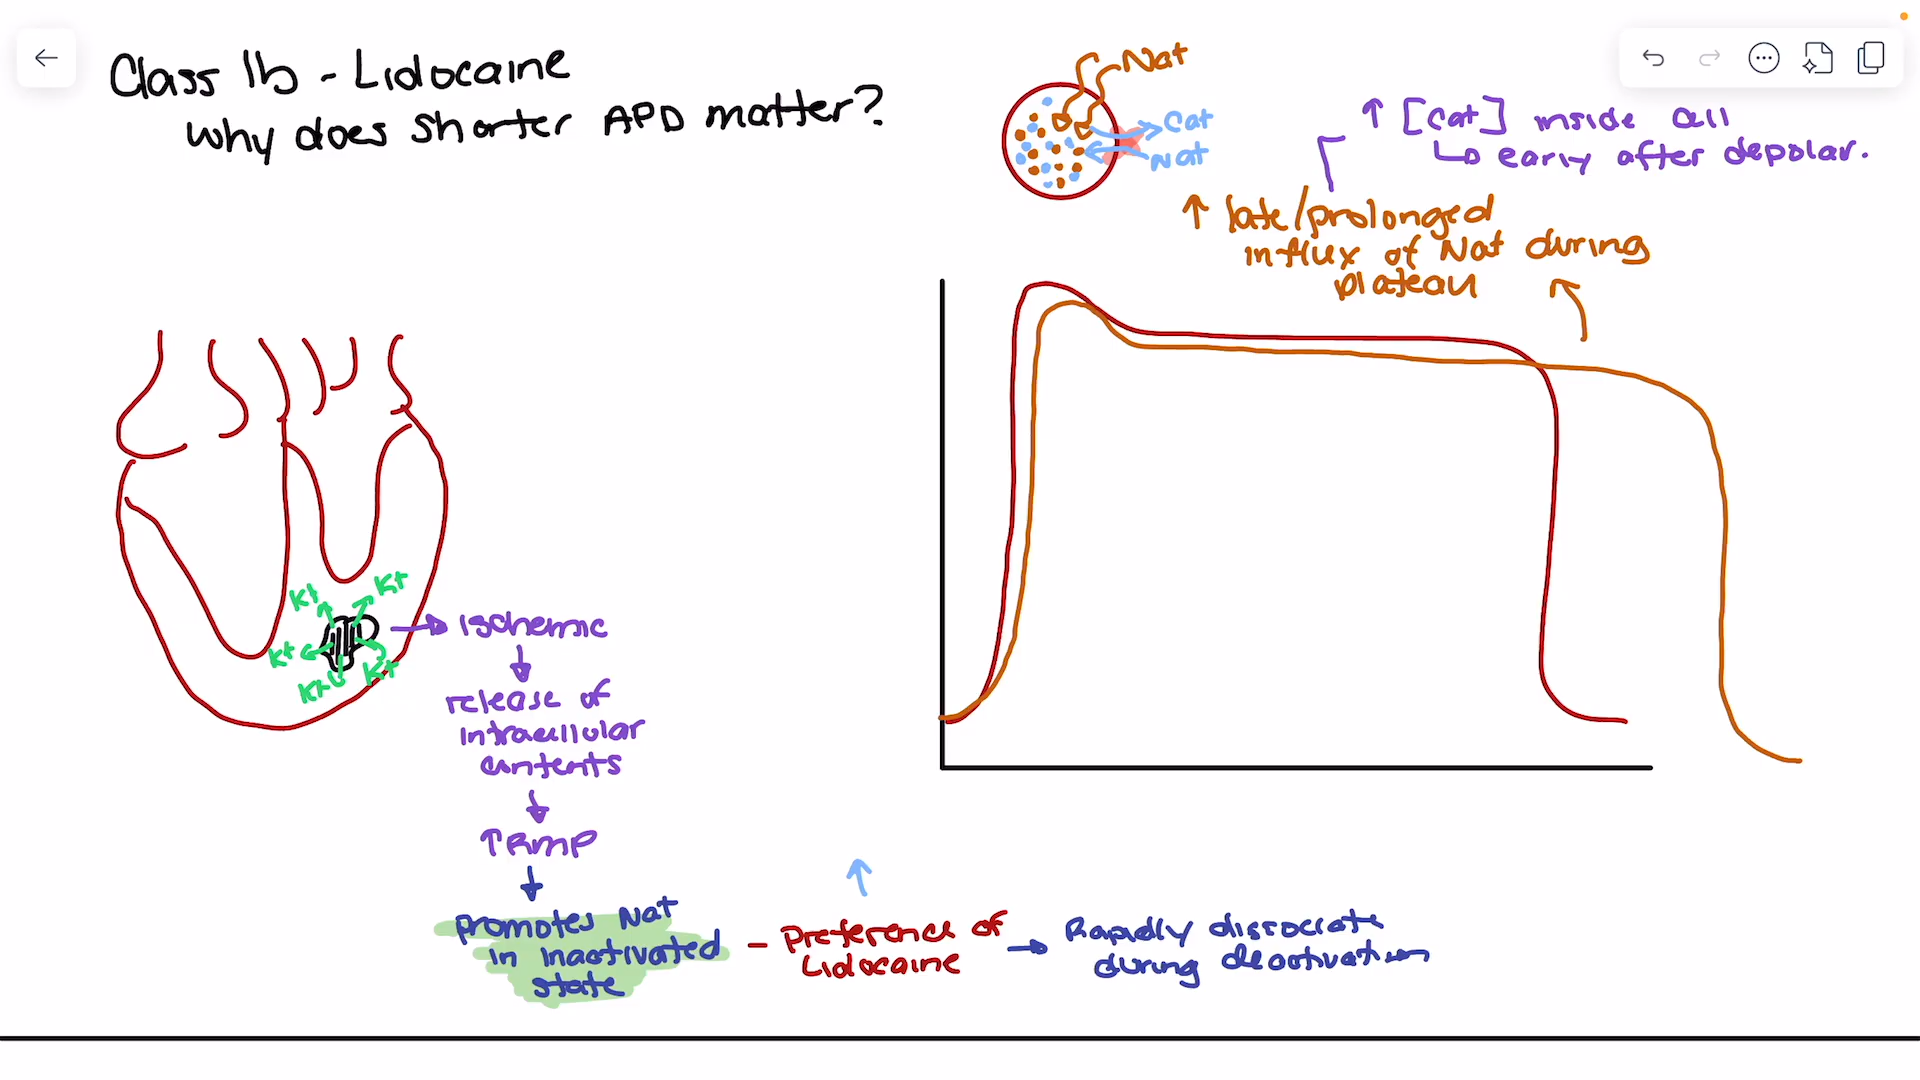 Class 1b - Lidocaine
why does shorter APD matter?
Na+
Ca+
Na+
↑ [Ca+] inside cell
↳ early after depolar.
↑ late/prolonged
influx of Na+ during
plateau
K+
K+
K+
K+
K+
→ Ischemic
release of
intracellular
contents
↑ RMP
promotes Na+
in inactivated
state
- Preference of
Lidocaine
→ Rapidly dissociate
during deactivation